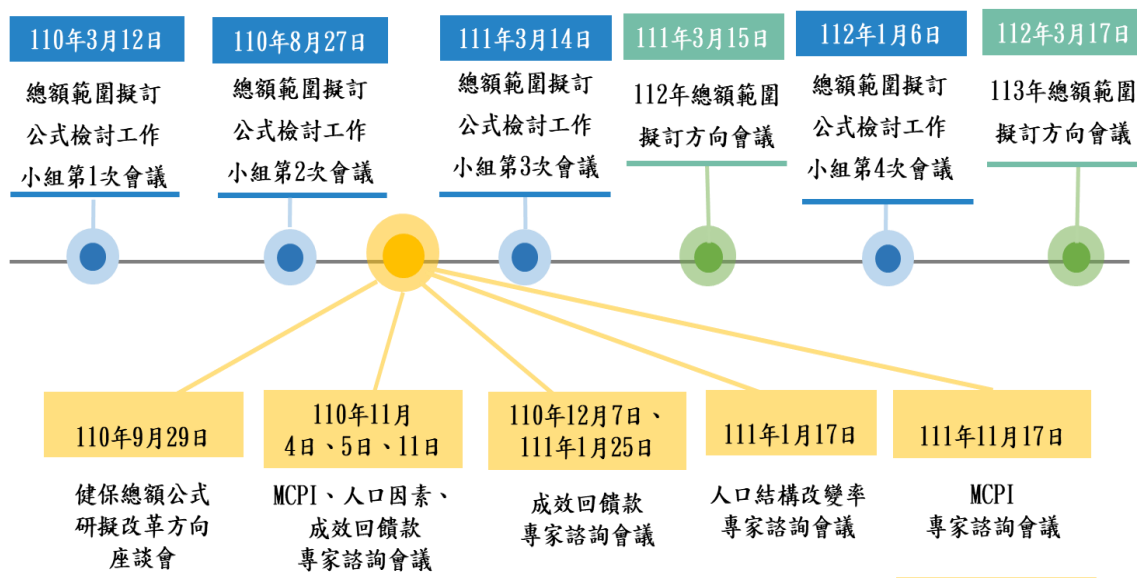 110年3月12日
總額範圍擬訂
公式檢討工作
小組第1次會議
110年8月27日
總額範圍擬訂
公式檢討工作
小組第2次會議
111年3月14日
總額範圍擬訂
公式檢討工作
小組第3次會議
111年3月15日
112年總額範圍
擬訂方向會議
112年1月6日
總額範圍擬訂
公式檢討工作
小組第4次會議
112年3月17日
113年總額範圍
擬訂方向會議
110年9月29日
健保總額公式
研擬改革方向
座談會
110年11月
4日、5日、11日
MCPI、人口因素、
成效回饋款
專家諮詢會議
110年12月7日、
111年1月25日
成效回饋款
專家諮詢會議
111年1月17日
人口結構改變率
專家諮詢會議
111年11月17日
MCPI
專家諮詢會議